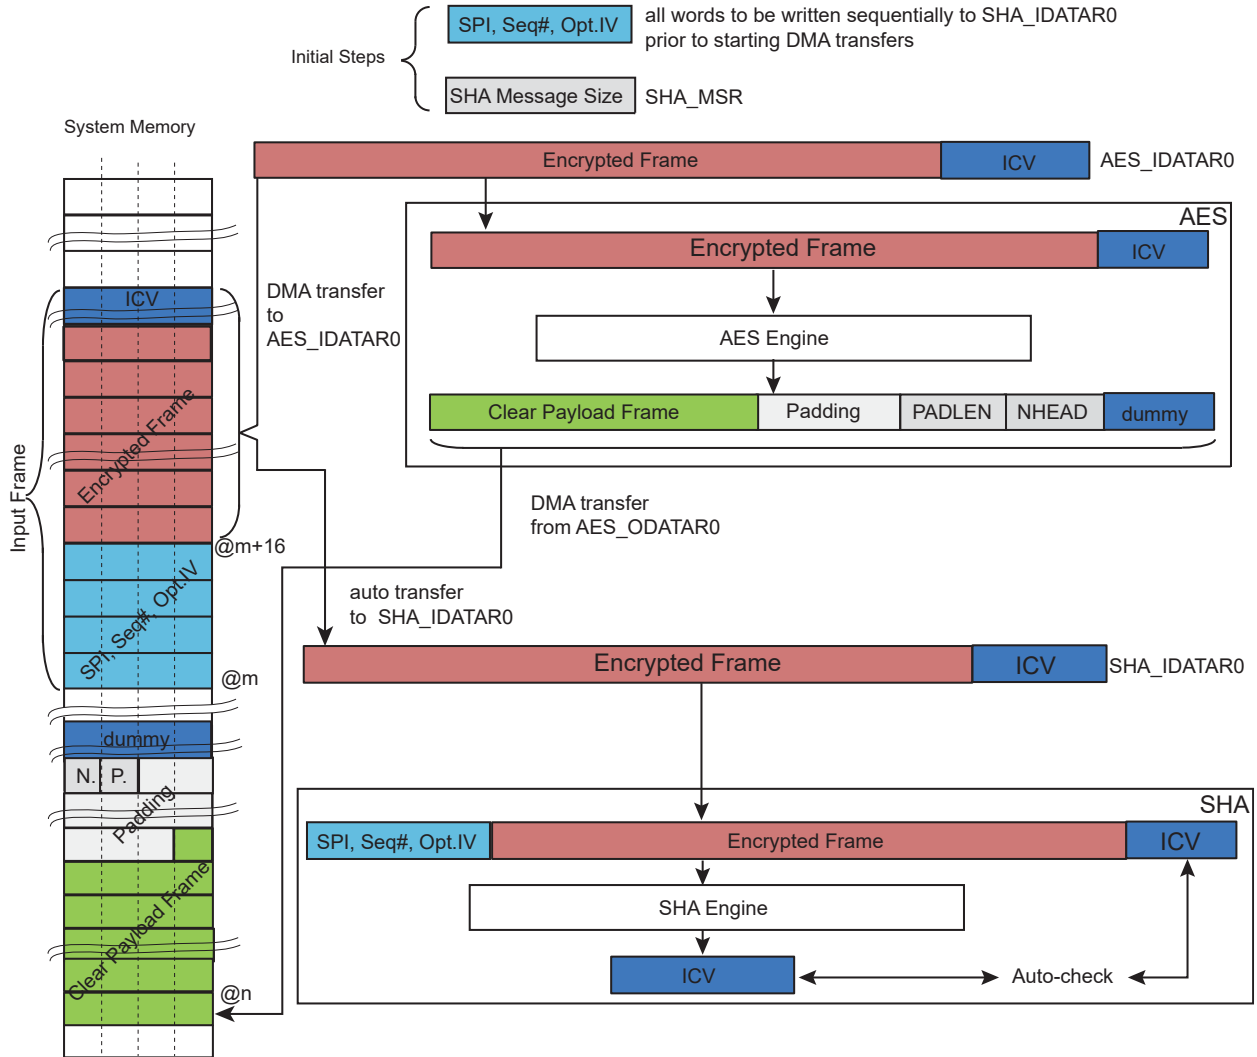 SPI, Seq#, Opt.IV
all words to be written sequentially to SHA_IDATAR0
prior to starting DMA transfers
Initial Steps
SHA Message Size
SHA_MSR
System Memory
Encrypted Frame
ICV
AES_IDATAR0
AES
Encrypted Frame
ICV
ICV
DMA transfer
to
AES_IDATAR0
AES Engine
Clear Payload Frame
Padding
PADLEN
NHEAD
dummy
Encrypted Frame
Input Frame
DMA transfer
from AES_ODATAR0
@m+16
SPI, Seq#, Opt.IV
auto transfer
to SHA_IDATAR0
Encrypted Frame
ICV
SHA_IDATAR0
@m
dummy
N.
P.
Padding
SHA
SPI, Seq#, Opt.IV
Encrypted Frame
ICV
Clear Payload Frame
SHA Engine
ICV
Auto-check
@n